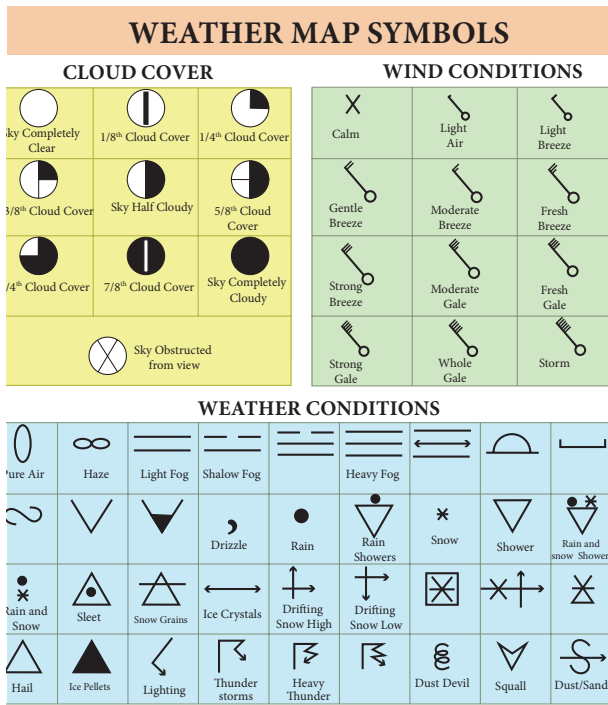 WEATHER MAP SYMBOLS
CLOUD COVER
ky Completely
Clear
1/8th Cloud Cover
1/4th Cloud Cover
3/8th Cloud Cover
Sky Half Cloudy
5/8th Cloud
Cover
/4th Cloud Cover
7/8th Cloud Cover
Sky Completely
Cloudy
Sky Obstructed
from view
WIND CONDITIONS
Calm
Light
Air
Light
Breeze
Gentle
Breeze
Moderate
Breeze
Fresh
Breeze
Strong
Breeze
Moderate
Gale
Fresh
Gale
Strong
Gale
Whole
Gale
Storm
WEATHER CONDITIONS
Pure Air
Haze
Light Fog
Shalow Fog
Heavy Fog
Drizzle
Rain
Rain
Showers
Snow
Shower
Rain and
snow Shower
Rain and
Snow
Sleet
Snow Grains
Ice Crystals
Drifting
Snow High
Drifting
Snow Low
Hail
Ice Pellets
Lighting
Thunder
storms
Heavy
Thunder
Dust Devil
Squall
Dust/Sand